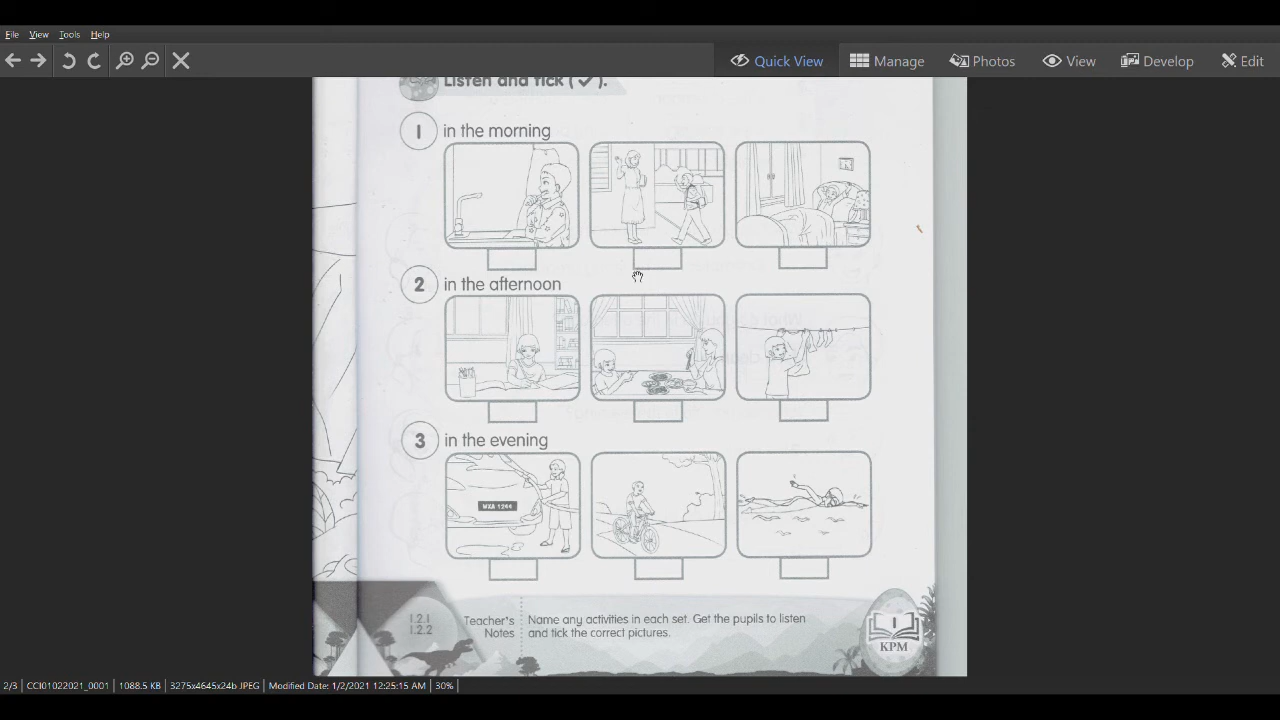 File View Tools Help
Quick View Manage Photos View Develop Edit
Listen and tick (✓).
1 in the morning
2 in the afternoon
3 in the evening
WXA 1244
1.2.1
1.2.2
Teacher's
Notes
Name any activities in each set. Get the pupils to listen
and tick the correct pictures.
1
KPM
2/3 CCI01022021_0001 1088.5 KB 3275x4645x24b JPEG Modified Date: 1/2/2021 12:25:15 AM 30%